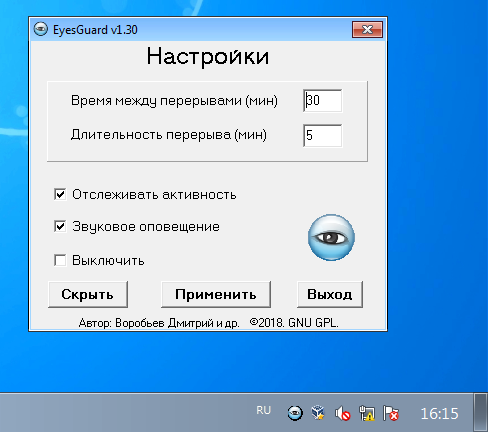 EyesGuard v1.30
Настройки
Время между перерывами (мин) 30
Длительность перерыва (мин) 5
Отслеживать активность
Звуковое оповещение
Выключить
Скрыть Применить Выход
Автор: Воробьев Дмитрий и др. ©2018. GNU GPL.
RU 16:15